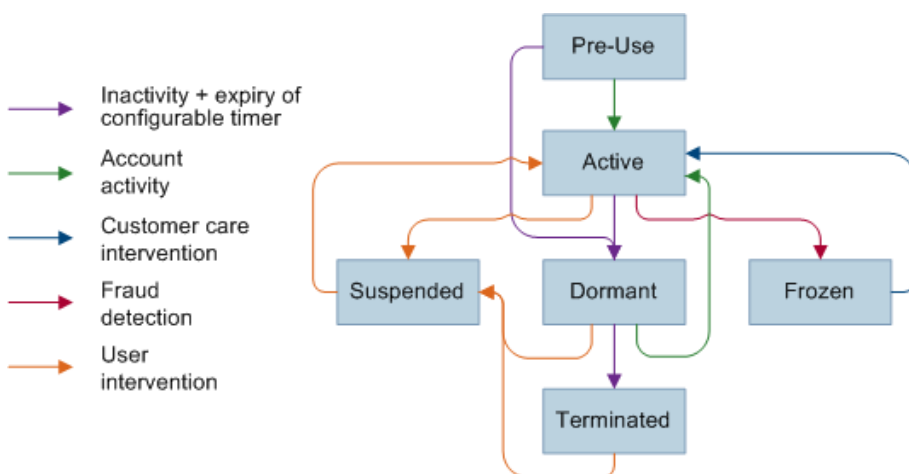 Pre-Use
Inactivity + expiry of
configurable timer
Account
activity
Active
Customer care
intervention
Suspended
Dormant
Frozen
Fraud
detection
User
intervention
Terminated